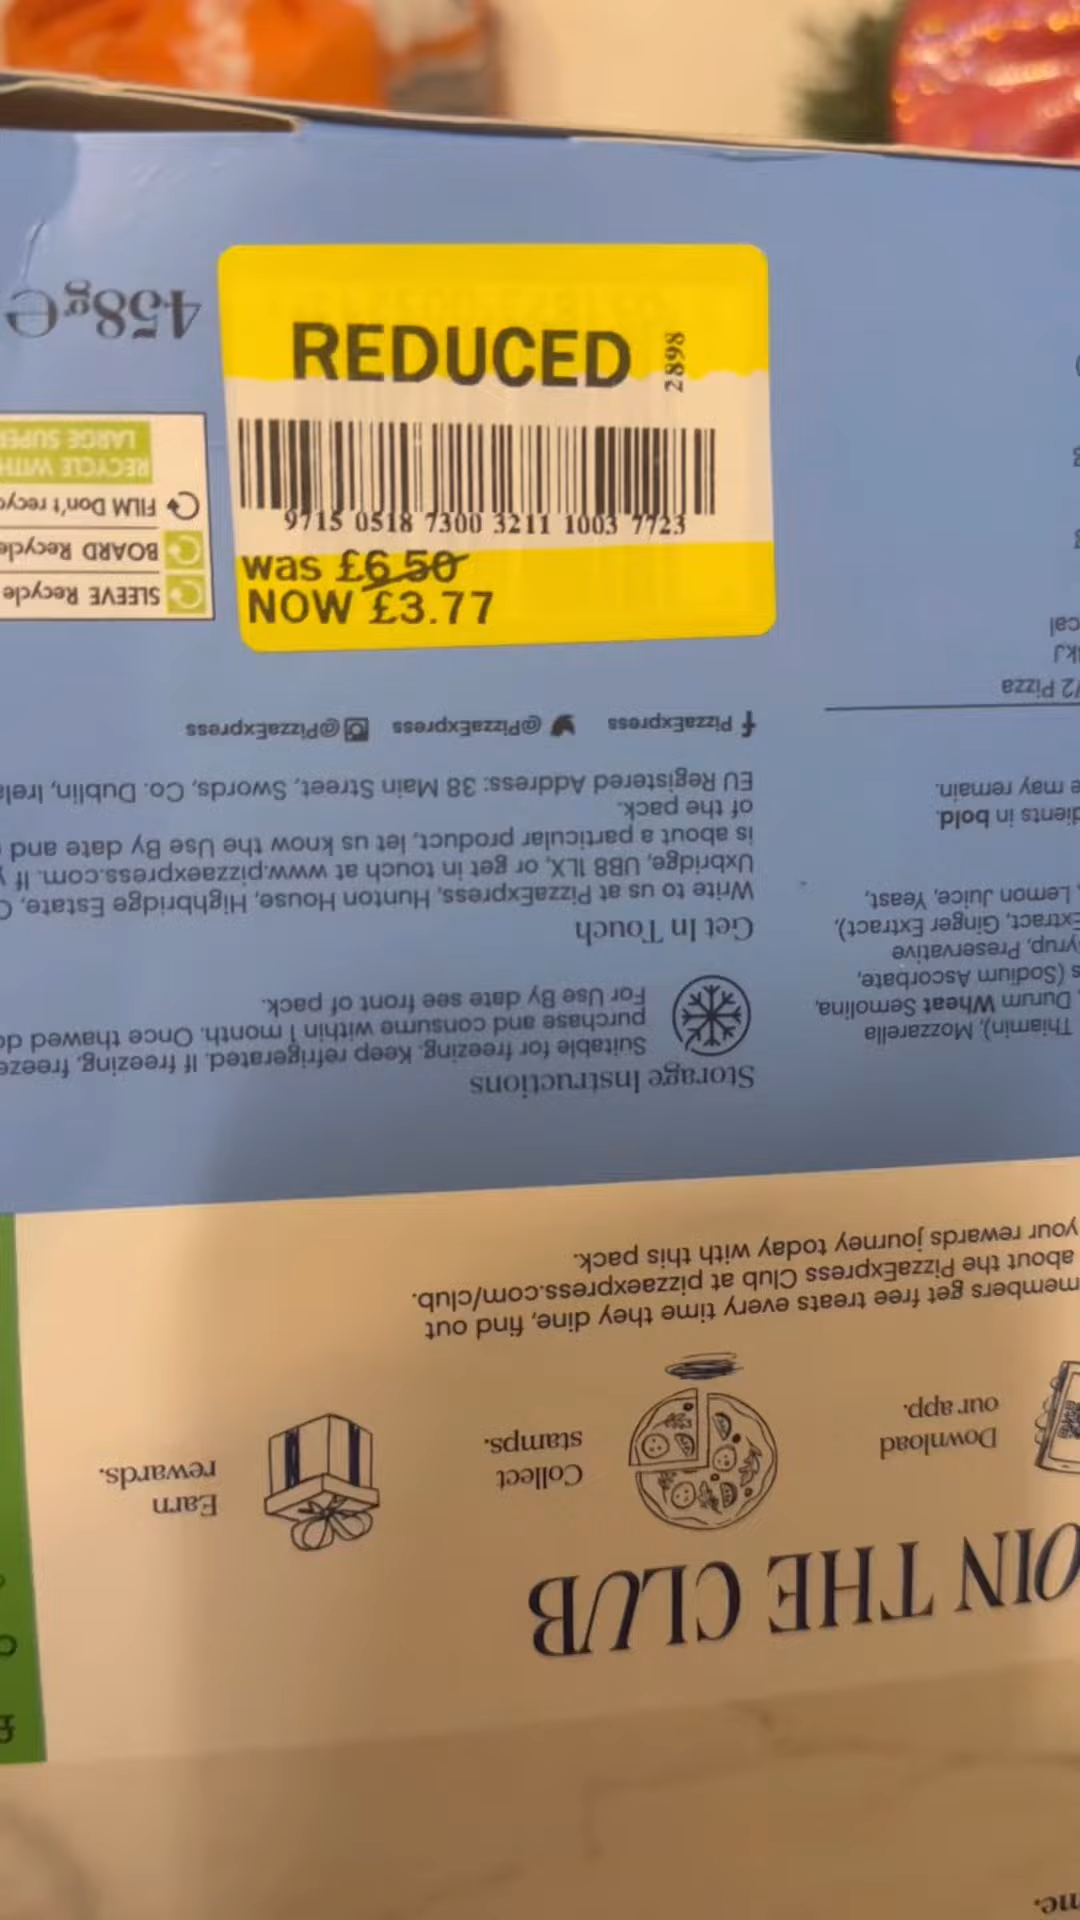 REDUCED
2898
9715 0518 7300 3211 1003 7723
was £6.50
NOW £3.77
458g ℮
SLEEVE Recycle
BOARD Recycle
FILM Don't recycle
RECYCLE WITH
LARGE SUPER
/2 Pizza
kJ
cal
may remain.
dients in bold.
Lemon Juice, Yeast,
Extract, Ginger Extract),
yrup, Preservative
(Sodium Ascorbate,
Durum Wheat Semolina,
Thiamin), Mozzarella
PizzaExpress @PizzaExpress @PizzaExpress
EU Registered Address: 38 Main Street, Swords, Co. Dublin, Irela
of the pack.
is about a particular product, let us know the Use By date and
Uxbridge, UB8 1LX, or get in touch at www.pizzaexpress.com. If y
Write to us at PizzaExpress, Hunton House, Highbridge Estate, O
Get In Touch
For Use By date see front of pack.
purchase and consume within 1 month. Once thawed do
Suitable for freezing. Keep refrigerated. If freezing, freeze
Storage Instructions
your rewards journey today with this pack.
about the PizzaExpress Club at pizzaexpress.com/club.
members get free treats every time they dine, find out
Download
our app.
Collect
stamps.
Earn
rewards.
OIN THE CLUB
me.
£